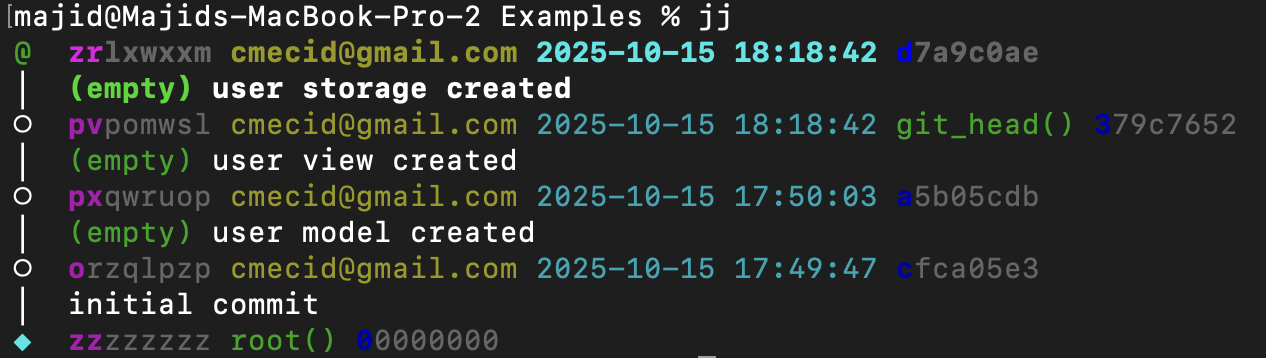 [majid@Majids-MacBook-Pro-2 Examples % jj
@ zrlxwxxm cmecid@gmail.com 2025-10-15 18:18:42 d7a9c0ae
(empty) user storage created
○ pvpomwsl cmecid@gmail.com 2025-10-15 18:18:42 git_head() 379c7652
(empty) user view created
○ pxqwruop cmecid@gmail.com 2025-10-15 17:50:03 a5b05cdb
(empty) user model created
○ orzqlpzp cmecid@gmail.com 2025-10-15 17:49:47 cfca05e3
initial commit
◆ zzzzzzzz root() 00000000